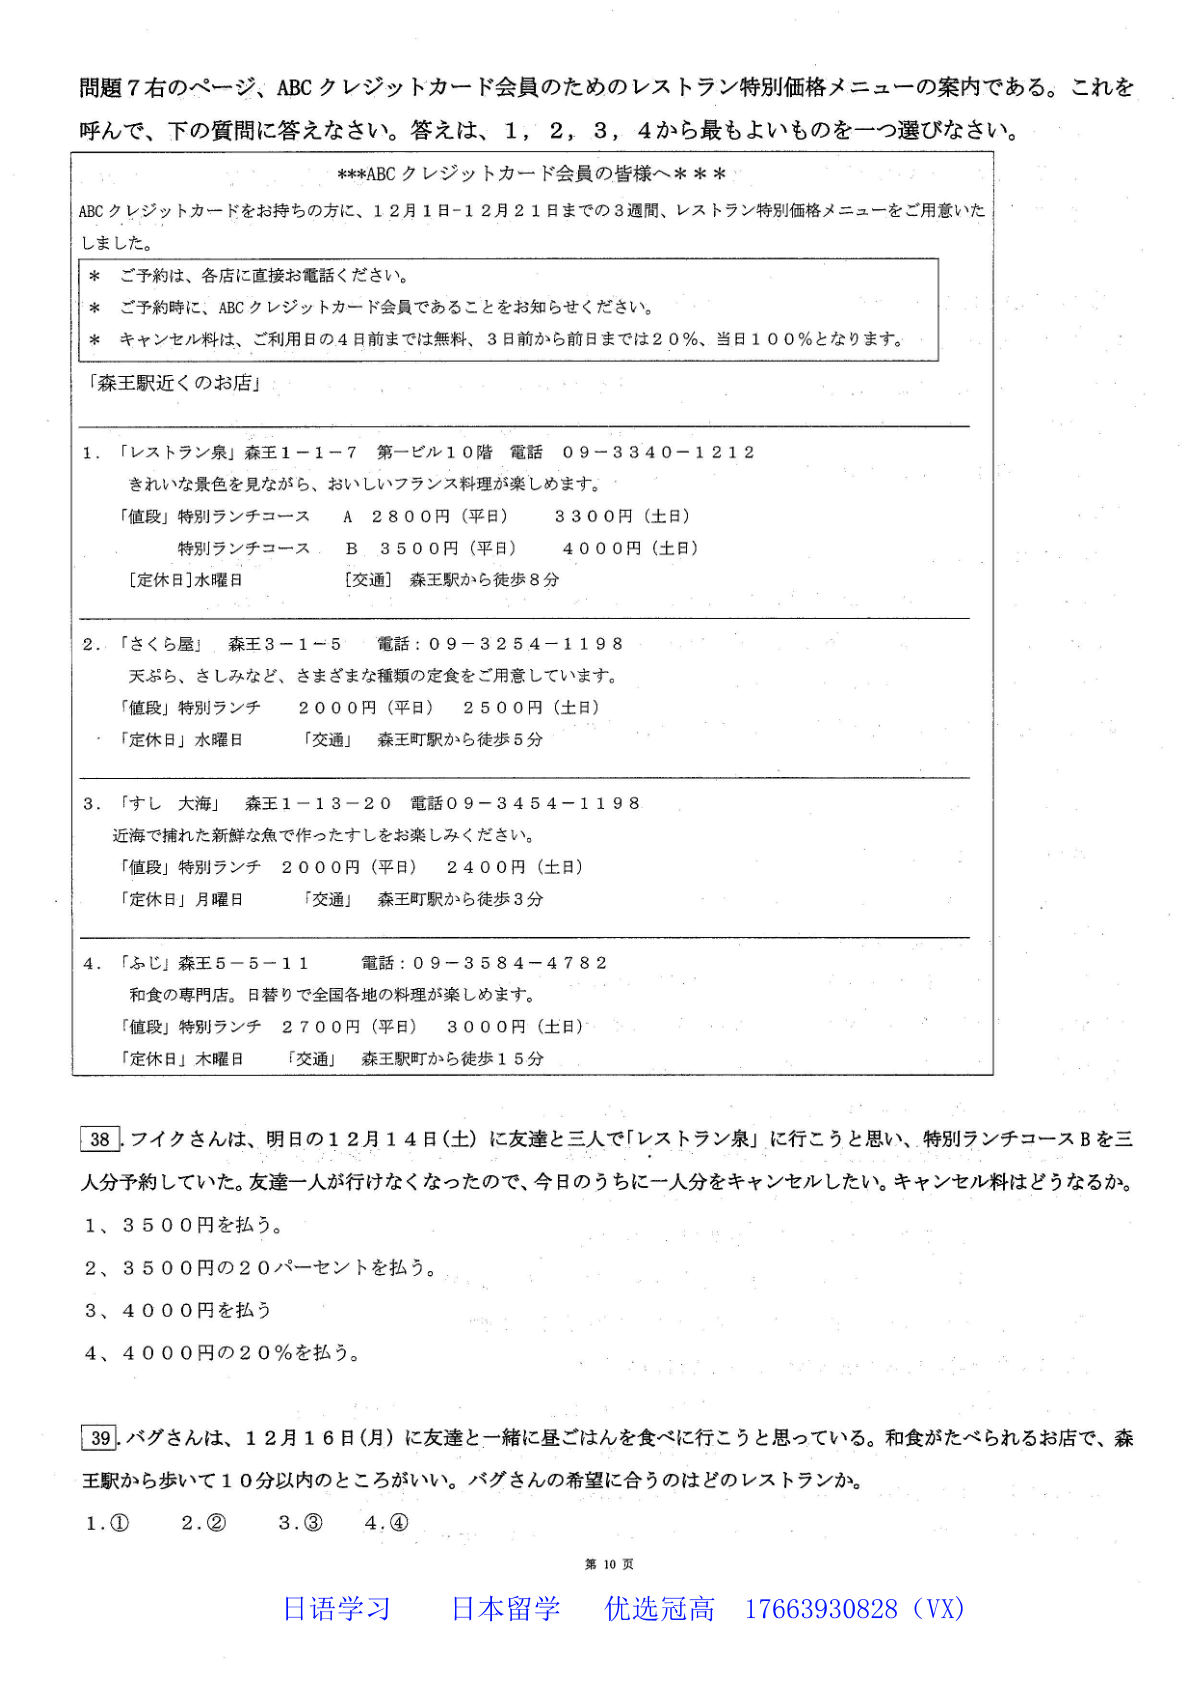 問題７右のページ、ABC クレジットカード会員のためのレストラン特別価格メニューの案内である。これを
呼んで、下の質問に答えなさい。答えは、１，２，３，４から最もよいものを一つ選びなさい。
***ABC クレジットカード会員の皆様へ＊＊＊
ABC クレジットカードをお持ちの方に、１２月１日-１２月２１日までの３週間、レストラン特別価格メニューをご用意いた
しました。
＊ ご予約は、各店に直接お電話ください。
＊ ご予約時に、ABC クレジットカード会員であることをお知らせください。
＊ キャンセル料は、ご利用日の４日前までは無料、３日前から前日までは２０％、当日１００％となります。
「森王駅近くのお店」
１．「レストラン泉」森王１－１－７　第一ビル１０階　電話　０９－３３４０－１２１２
きれいな景色を見ながら、おいしいフランス料理が楽しめます。
「値段」特別ランチコース　A　２８００円（平日）　３３００円（土日）
特別ランチコース　B　３５００円（平日）　４０００円（土日）
［定休日］水曜日　［交通］　森王駅から徒歩８分
２．「さくら屋」　森王３－１－５　電話：０９－３２５４－１１９８
天ぷら、さしみなど、さまざまな種類の定食をご用意しています。
「値段」特別ランチ　２０００円（平日）　２５００円（土日）
「定休日」水曜日　「交通」　森王町駅から徒歩５分
３．「すし　大海」　森王１－１３－２０　電話０９－３４５４－１１９８
近海で捕れた新鮮な魚で作ったすしをお楽しみください。
「値段」特別ランチ　２０００円（平日）　２４００円（土日）
「定休日」月曜日　「交通」　森王町駅から徒歩３分
４．「ふじ」森王５－５－１１　電話：０９－３５８４－４７８２
和食の専門店。日替りで全国各地の料理が楽しめます。
「値段」特別ランチ　２７００円（平日）　３０００円（土日）
「定休日」木曜日　「交通」　森王駅町から徒歩１５分
38.フイクさんは、明日の１２月１４日（土）に友達と三人で「レストラン泉」に行こうと思い、特別ランチコース B を三
人分予約していた。友達一人が行けなくなったので、今日のうちに一人分をキャンセルしたい。キャンセル料はどうなるか。
１、３５００円を払う。
２、３５００円の２０パーセントを払う。
３、４０００円を払う
４、４０００円の２０％を払う。
39.バグさんは、１２月１６日（月）に友達と一緒に昼ごはんを食べに行こうと思っている。和食がたべられるお店で、森
王駅から歩いて１０分以内のところがいい。バグさんの希望に合うのはどのレストランか。
１.①　２.②　３.③　４.④
第 10 页
日语学习　日本留学　优选冠高　17663930828（VX）